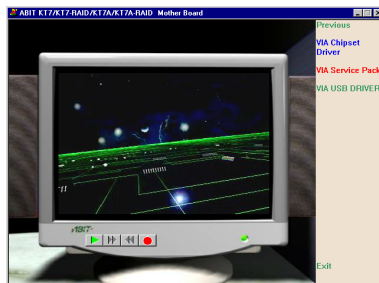 ABIT KT7/KT7-RAID/KT7A/KT7A-RAID Mother Board
Previous
VIA Chipset
Driver
VIA Service Pack
VIA USB DRIVER
ABIT
Exit